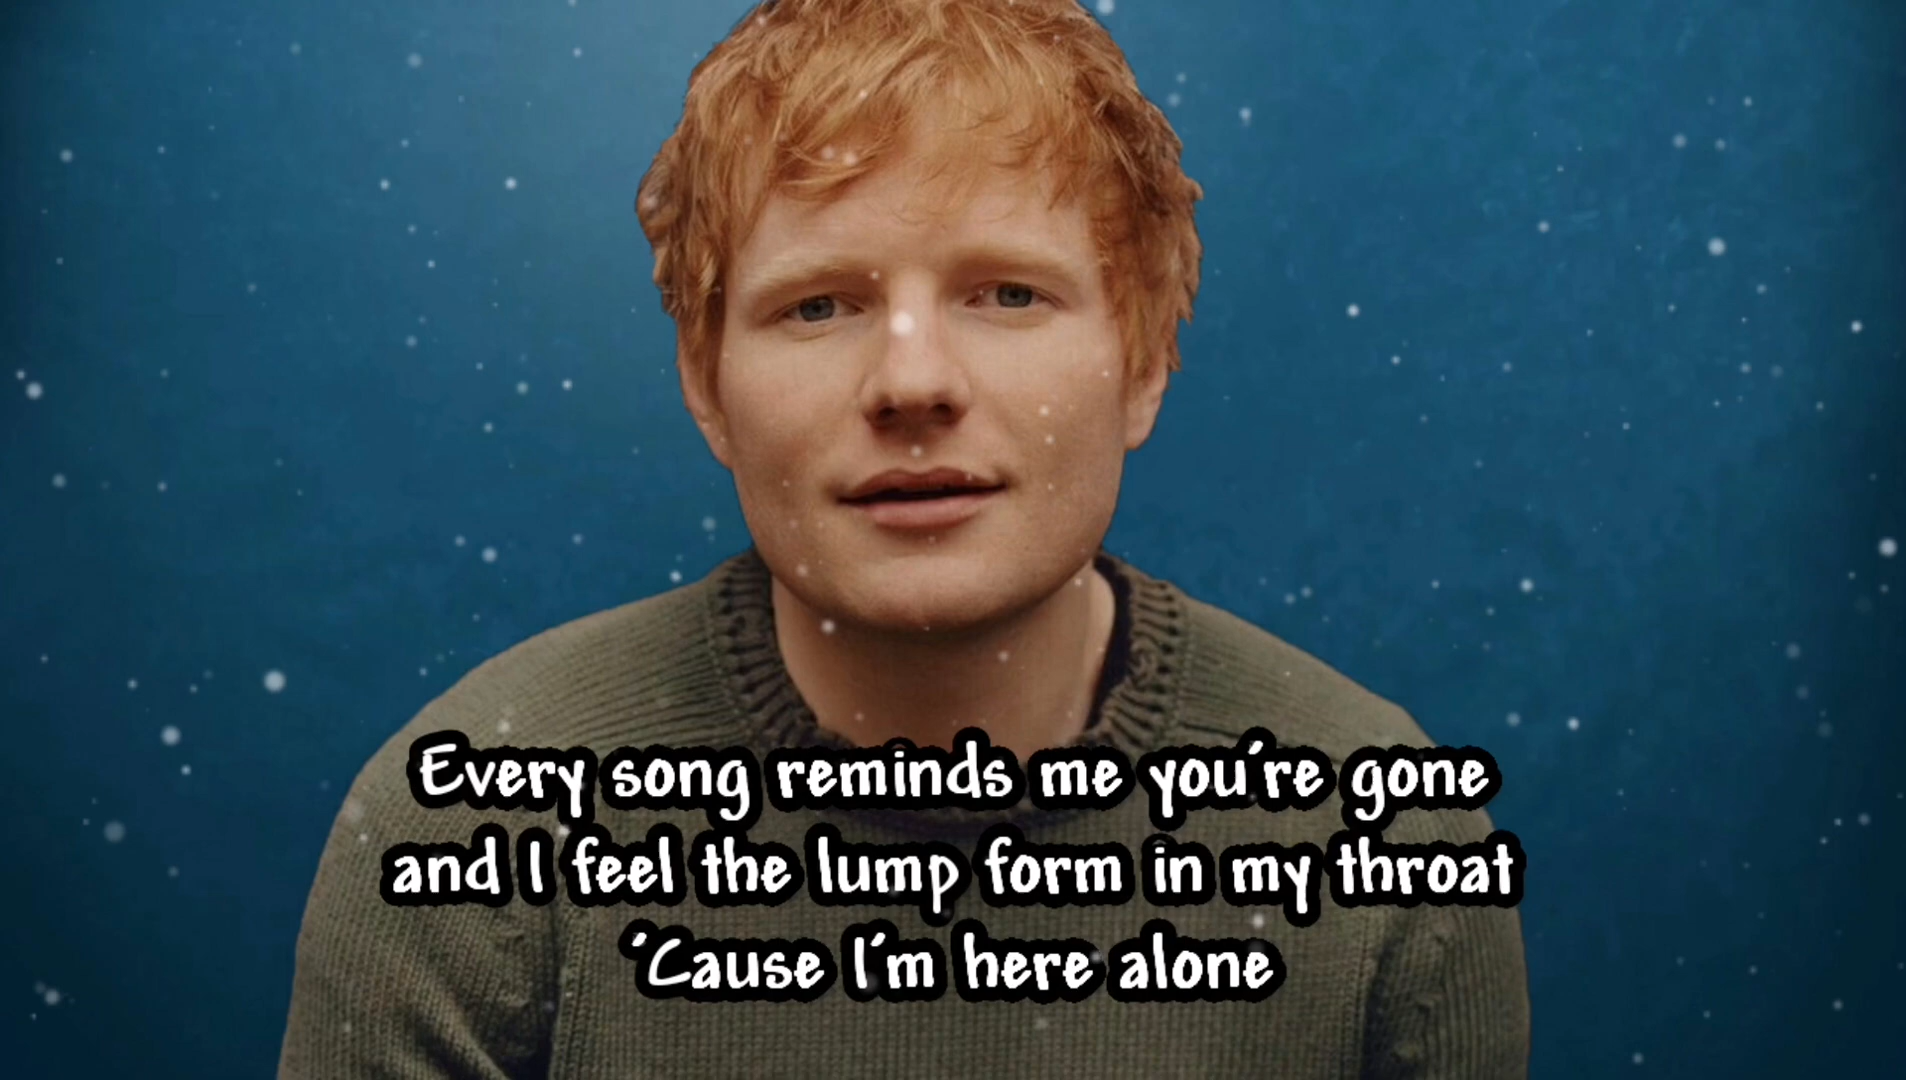 Every song reminds me you're gone
and I feel the lump form in my throat
'Cause I'm here alone